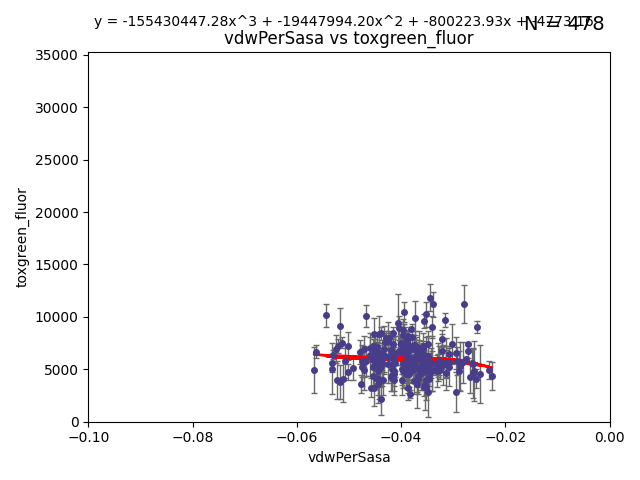 y = -155430447.28x^3 + -19447994.20x^2 + -800223.93x +
N = 478
vdwPerSasa vs toxgreen_fluor
toxgreen_fluor
35000
30000
25000
20000
15000
10000
5000
0
−0.10
−0.08
−0.06
−0.04
−0.02
0.00
vdwPerSasa